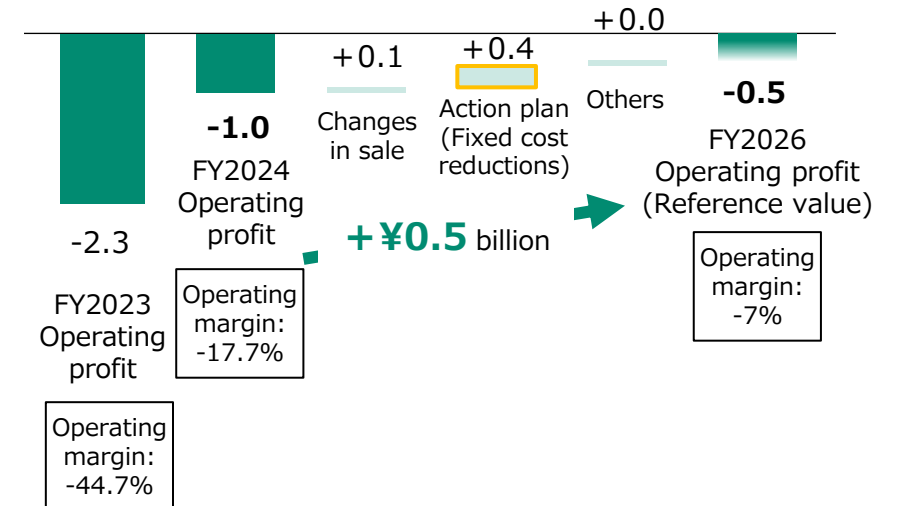 -2.3
FY2023
Operating
profit
Operating
margin:
-44.7%
-1.0
FY2024
Operating
profit
Operating
margin:
-17.7%
+0.1
Changes
in sale
+0.4
Action plan
(Fixed cost
reductions)
+0.0
Others
+¥0.5 billion
-0.5
FY2026
Operating profit
(Reference value)
Operating
margin:
-7%